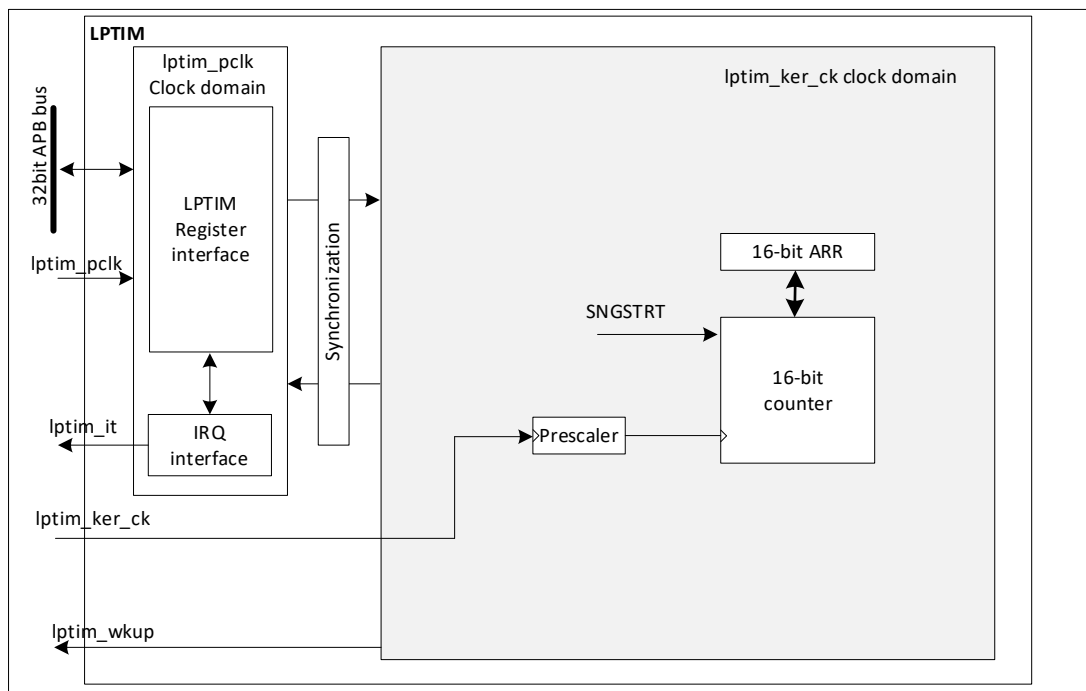 LPTIM
lptim_pclk
Clock domain
lptim_ker_ck clock domain
32bit APB bus
LPTIM
Register
interface
Synchronization
16-bit ARR
lptim_pclk
SNGSTRT
16-bit
counter
lptim_it
IRQ
interface
Prescaler
lptim_ker_ck
lptim_wkup